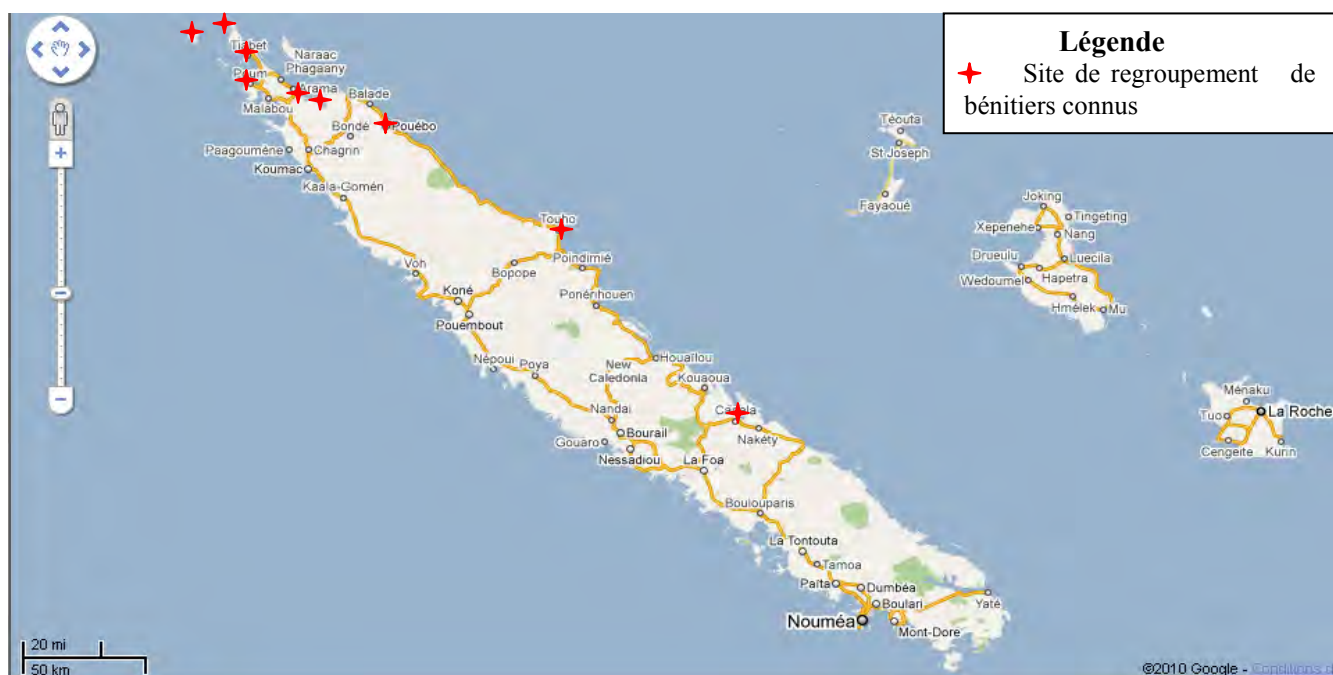 Légende
Site de regroupement de
bénitiers connus
Tiabet
Naraac
Phagaany
Poum
Arama
Malabou
Balade
Bondé
Pouébo
Paagoumène
Chagrin
Koumac
Kaala-Gomén
Téouta
St Joseph
Fayaoué
Joking
Tingeting
Xepenehe
Nang
Drueulu
Luecila
Wedoumel
Hapetra
Hmélek
Mu
Touho
Poindimié
Voh
Bopope
Ponérihouen
Koné
Pouembout
Népoui
Poya
New
Caledonia
Houaïlou
Kouaoua
Nandai
Canala
Bourail
Nakéty
Gouaro
Nessadiou
La Foa
Ménaku
Tuo
La Roche
Cengeite
Kurin
Boulouparis
La Tontouta
Tamoa
Païta
Dumbéa
Boulari
Yaté
Nouméa
Mont-Dore
20 mi
50 km
©2010 Google - Conditions d